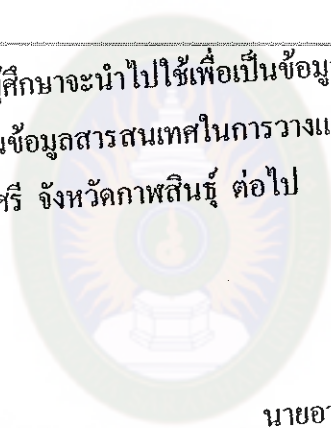 ผู้ศึกษาจะนำไปใช้เพื่อเป็นข้อมู
นข้อมูลสารสนเทศในการวางแ
ศรี จังหวัดกาฬสินธุ์ ต่อไป
นายอา